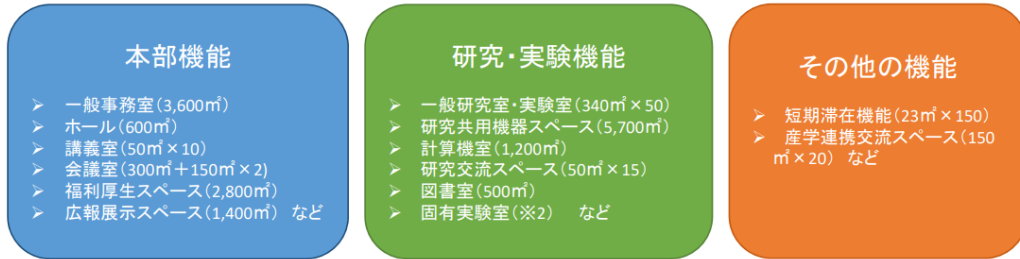 本部機能
➢ 一般事務室(3,600㎡)
➢ ホール(600㎡)
➢ 講義室(50㎡×10)
➢ 会議室(300㎡+150㎡×2)
➢ 福利厚生スペース(2,800㎡)
➢ 広報展示スペース(1,400㎡) など
研究・実験機能
➢ 一般研究室・実験室(340㎡×50)
➢ 研究共用機器スペース(5,700㎡)
➢ 計算機室(1,200㎡)
➢ 研究交流スペース(50㎡×15)
➢ 図書室(500㎡)
➢ 固有実験室(※2) など
その他の機能
➢ 短期滞在機能(23㎡×150)
➢ 産学連携交流スペース(150
㎡×20) など